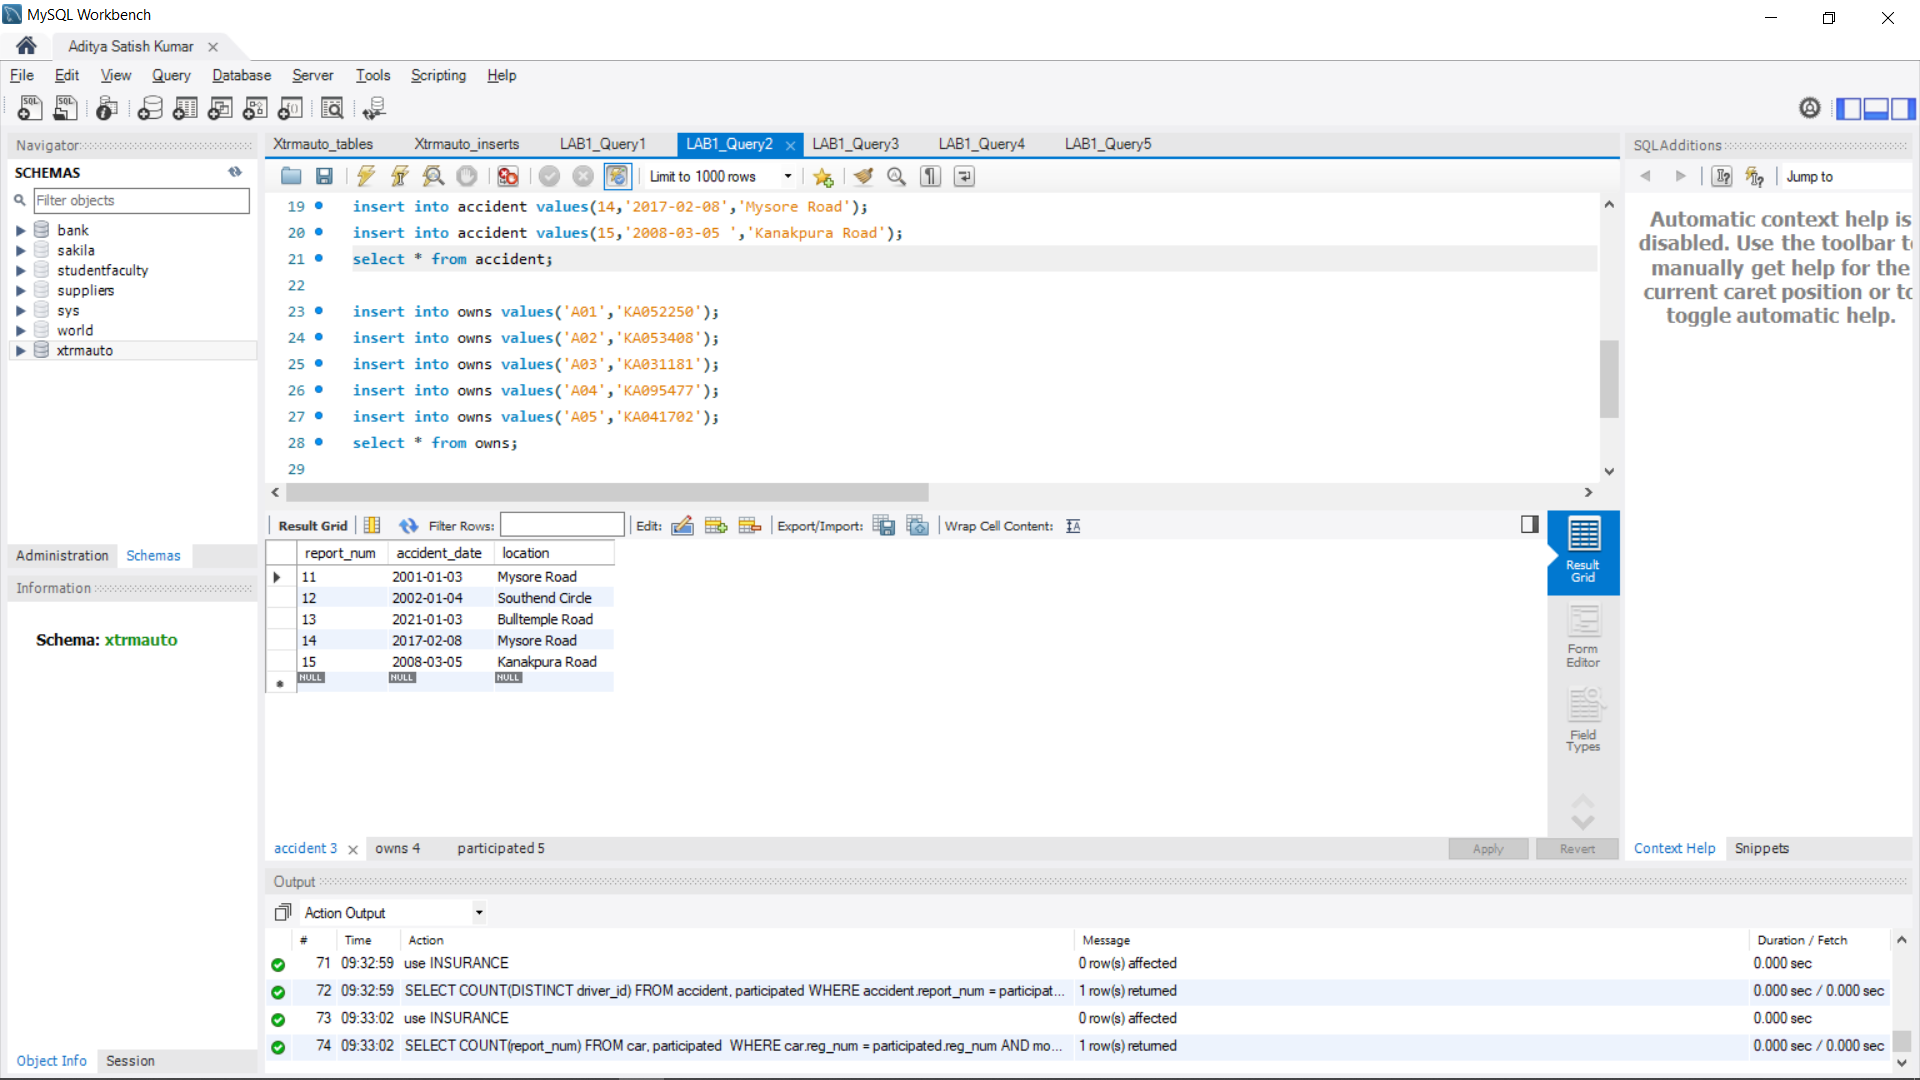 MySQL Workbench
Aditya Satish Kumar
File Edit View Query Database Server Tools Scripting Help
Navigator
SCHEMAS
Filter objects
bank
sakila
studentfaculty
suppliers
sys
world
xtrmauto
Administration Schemas
Information
Schema: xtrmauto
Object Info Session
Xtrmauto_tables Xtrmauto_inserts LAB1_Query1 LAB1_Query2 LAB1_Query3 LAB1_Query4 LAB1_Query5
Limit to 1000 rows
19 insert into accident values(14,'2017-02-08','Mysore Road');
20 insert into accident values(15,'2008-03-05 ','Kanakpura Road');
21 select * from accident;
22
23 insert into owns values('A01','KA052250');
24 insert into owns values('A02','KA053408');
25 insert into owns values('A03','KA031181');
26 insert into owns values('A04','KA095477');
27 insert into owns values('A05','KA041702');
28 select * from owns;
29
Result Grid Filter Rows: Edit: Export/Import: Wrap Cell Content:
report_num accident_date location
11 2001-01-03 Mysore Road
12 2002-01-04 Southend Circle
13 2021-01-03 Bulltemple Road
14 2017-02-08 Mysore Road
15 2008-03-05 Kanakpura Road
NULL NULL NULL
Result
Grid
Form
Editor
Field
Types
accident 3 owns 4 participated 5
Apply Revert
SQLAdditions
Jump to
Automatic context help is
disabled. Use the toolbar t
manually get help for the
current caret position or to
toggle automatic help.
Context Help Snippets
Output
Action Output
# Time Action Message Duration / Fetch
71 09:32:59 use INSURANCE 0 row(s) affected 0.000 sec
72 09:32:59 SELECT COUNT(DISTINCT driver_id) FROM accident, participated WHERE accident.report_num = participat... 1 row(s) returned 0.000 sec / 0.000 sec
73 09:33:02 use INSURANCE 0 row(s) affected 0.000 sec
74 09:33:02 SELECT COUNT(report_num) FROM car, participated WHERE car.reg_num = participated.reg_num AND mo... 1 row(s) returned 0.000 sec / 0.000 sec